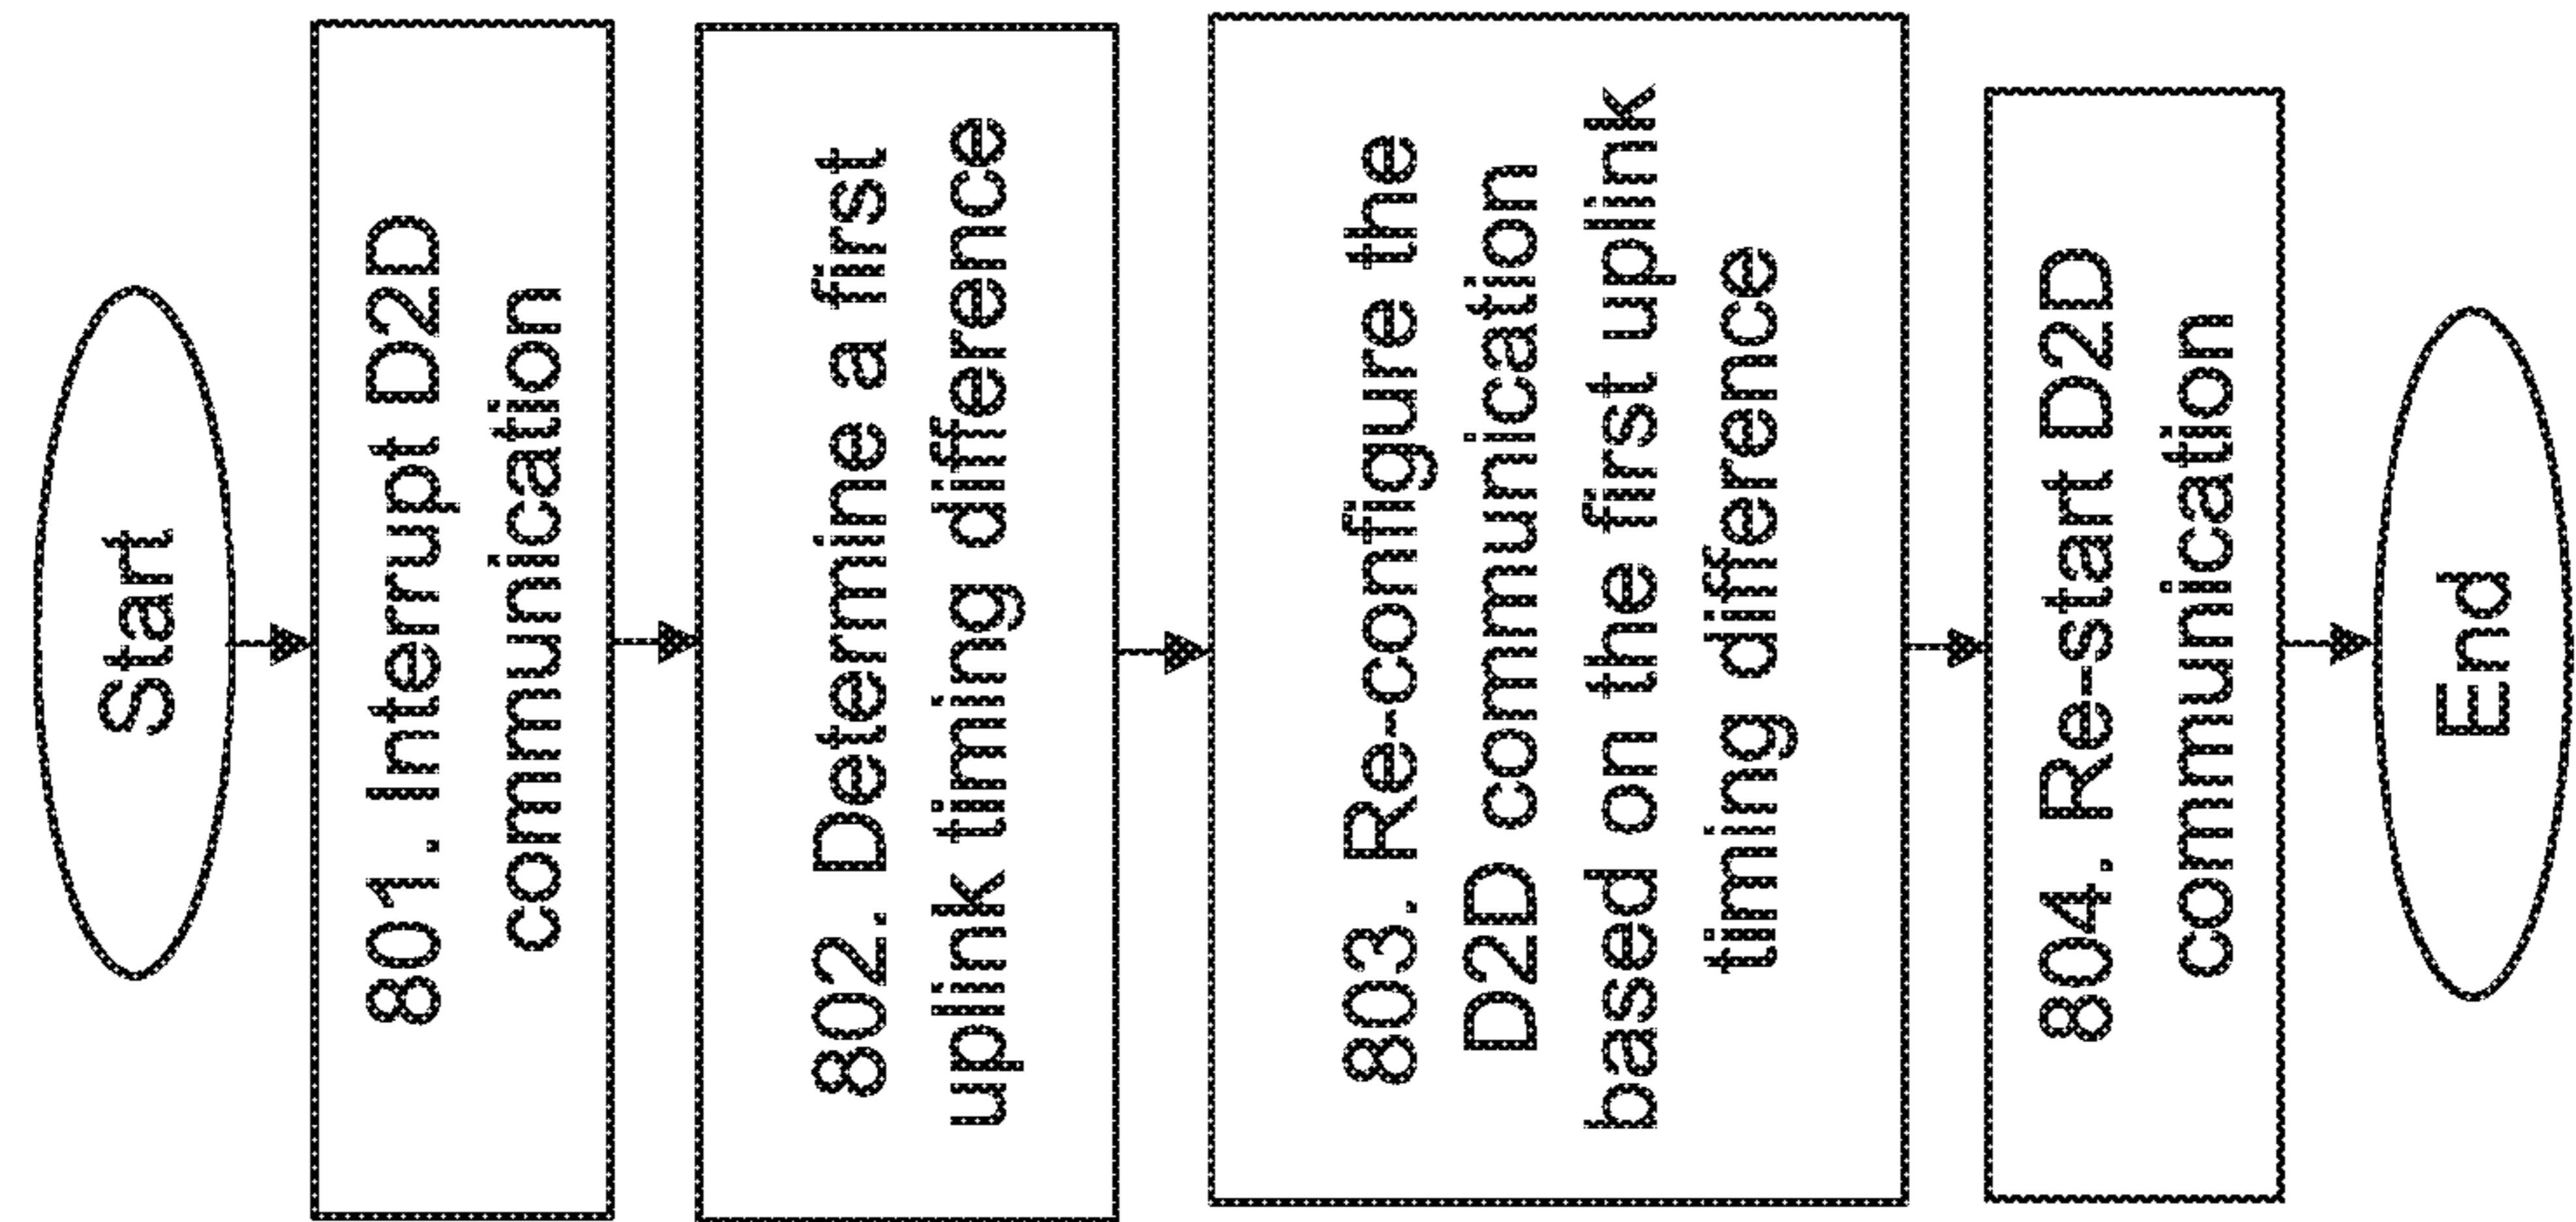 Start
801. Interrupt D2D
communication
802. Determine a first
uplink timing difference
803. Re-configure the
D2D communication
based on the first uplink
timing difference
804. Re-start D2D
communication
End